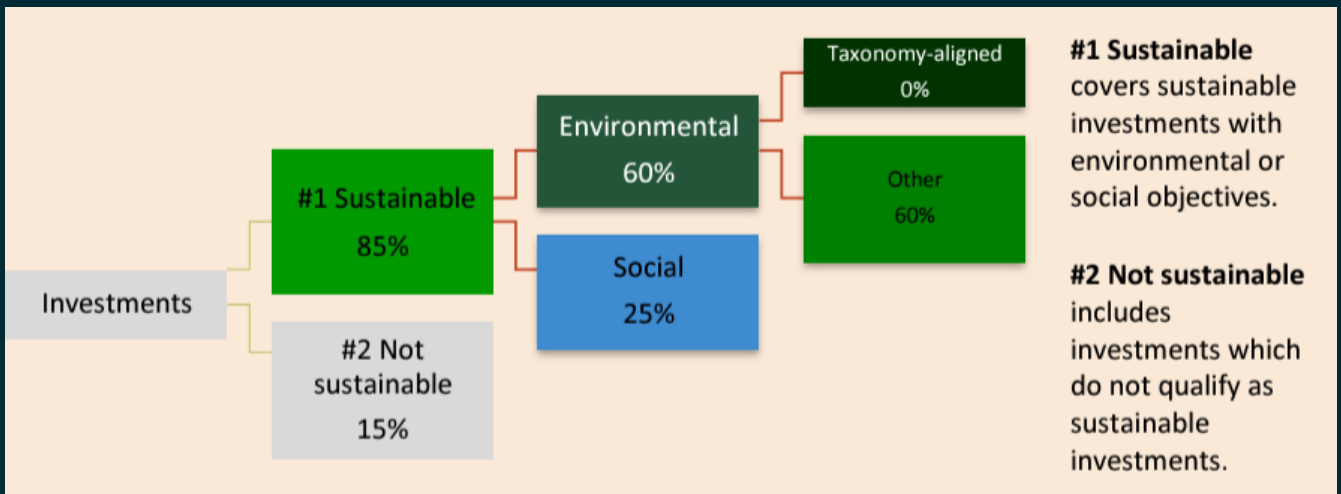 Investments
#1 Sustainable
85%
#2 Not
sustainable
15%
Environmental
60%
Social
25%
Taxonomy-aligned
0%
Other
60%
#1 Sustainable
covers sustainable
investments with
environmental or
social objectives.
#2 Not sustainable
includes
investments which
do not qualify as
sustainable
investments.